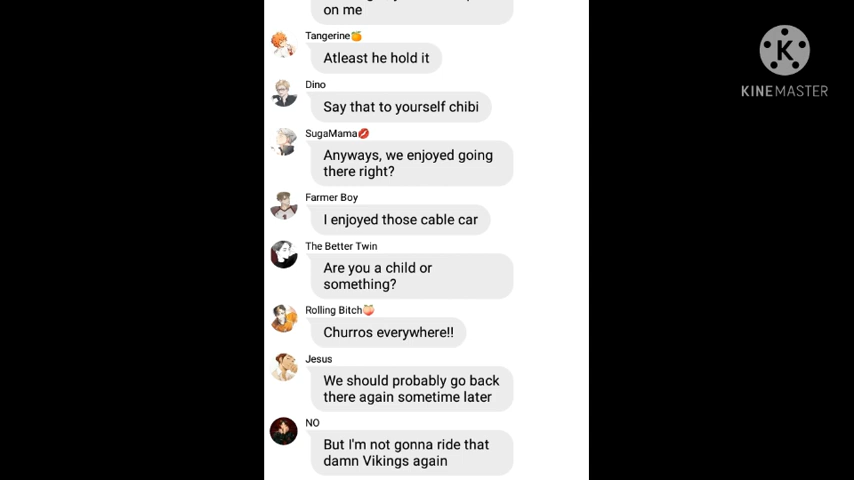 on me
Tangerine🍊
Atleast he hold it
Dino
Say that to yourself chibi
SugaMama💋
Anyways, we enjoyed going
there right?
Farmer Boy
I enjoyed those cable car
The Better Twin
Are you a child or
something?
Rolling Bitch🍑
Churros everywhere!!
Jesus
We should probably go back
there again sometime later
NO
But I'm not gonna ride that
damn Vikings again
K
KINEMASTER